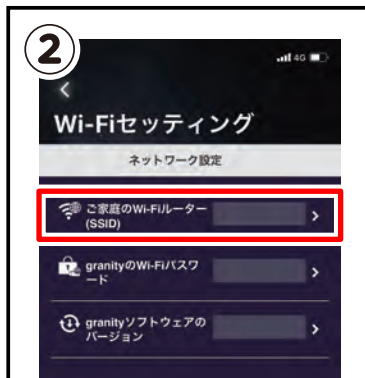 ②
4G
Wi-Fiセッティング
ネットワーク設定
ご家庭のWi-Fiルーター
(SSID)
granityのWi-Fiパスワ
ード
granityソフトウェアの
バージョン